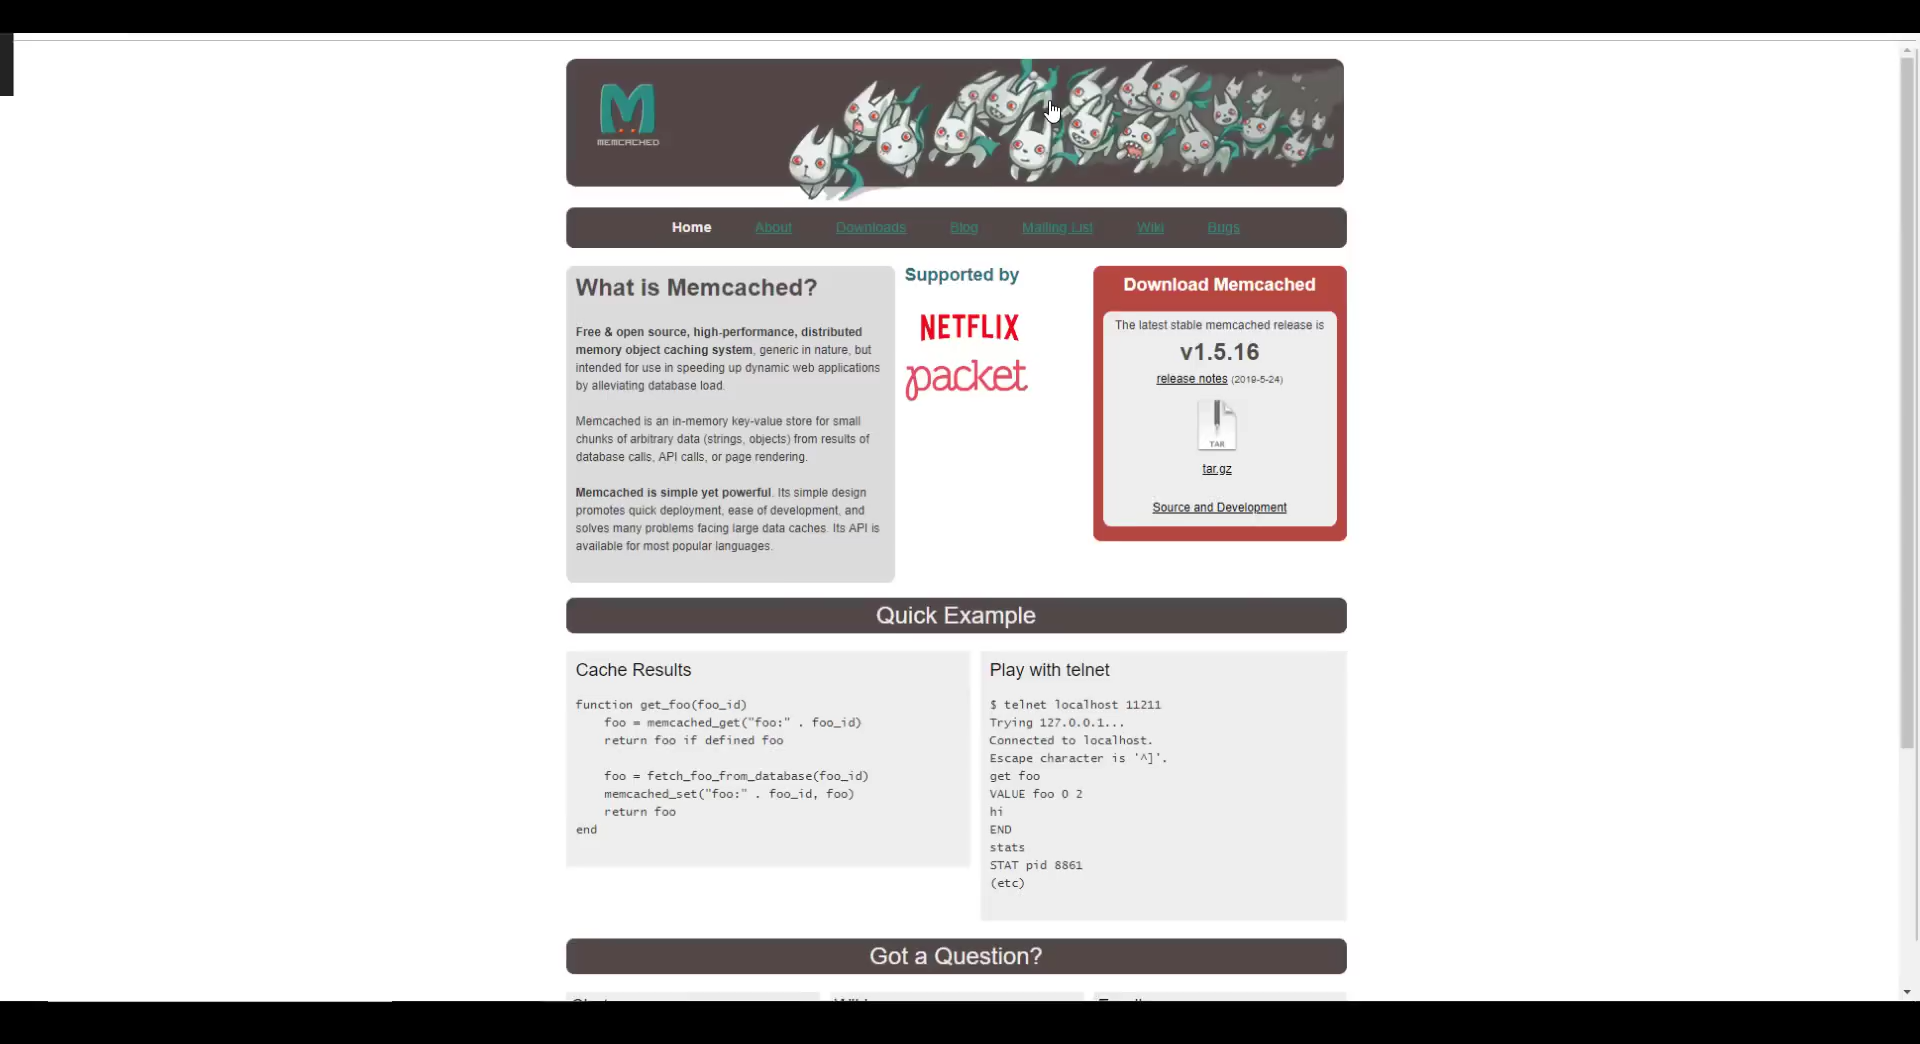 MEMCACHED
Home About Downloads Blog Mailing List Wiki Bugs
What is Memcached?
Free & open source, high-performance, distributed
memory object caching system, generic in nature, but
intended for use in speeding up dynamic web applications
by alleviating database load.
Memcached is an in-memory key-value store for small
chunks of arbitrary data (strings, objects) from results of
database calls, API calls, or page rendering.
Memcached is simple yet powerful. Its simple design
promotes quick deployment, ease of development, and
solves many problems facing large data caches. Its API is
available for most popular languages.
Supported by
NETFLIX
packet
Download Memcached
The latest stable memcached release is
v1.5.16
release notes (2019-5-24)
TAR
tar.gz
Source and Development
Quick Example
Cache Results
function get_foo(foo_id)
    foo = memcached_get("foo:" . foo_id)
    return foo if defined foo
    foo = fetch_foo_from_database(foo_id)
    memcached_set("foo:" . foo_id, foo)
    return foo
end
Play with telnet
$ telnet localhost 11211
Trying 127.0.0.1...
Connected to localhost.
Escape character is '^]'.
get foo
VALUE foo 0 2
hi
END
stats
STAT pid 8861
(etc)
Got a Question?